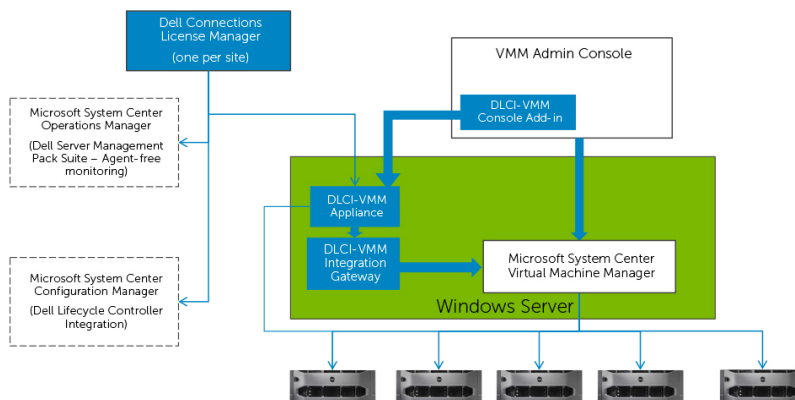 Dell Connections
License Manager
(one per site)
VMM Admin Console
DLCI-VMM
Console Add-in
Microsoft System Center
Operations Manager
(Dell Server Management
Pack Suite – Agent-free
monitoring)
DLCI-VMM
Appliance
DLCI-VMM
Integration
Gateway
Microsoft System Center
Virtual Machine Manager
Windows Server
Microsoft System Center
Configuration Manager
(Dell Lifecycle Controller
Integration)